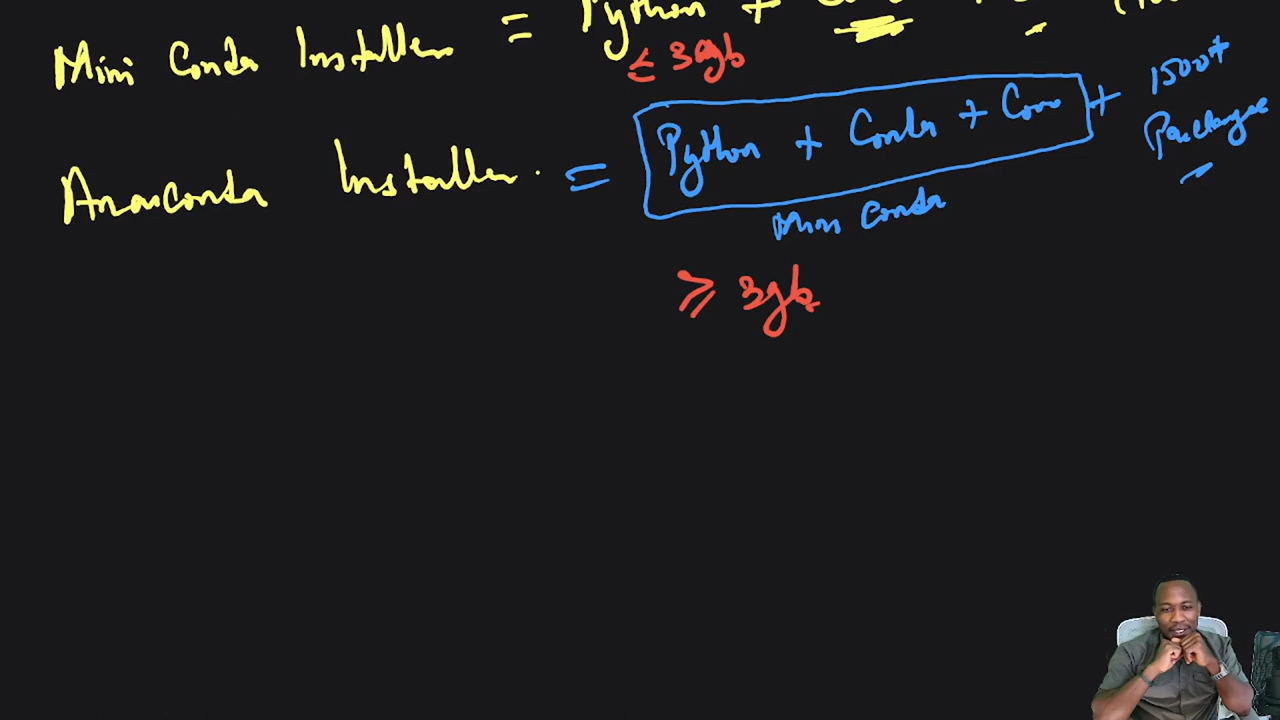 Mini Conda Installer = Python +
≤ 3gb
Anaconda Installer = Python + Conda + Core + 1500+ Packages
Mini Conda
≥ 3gb